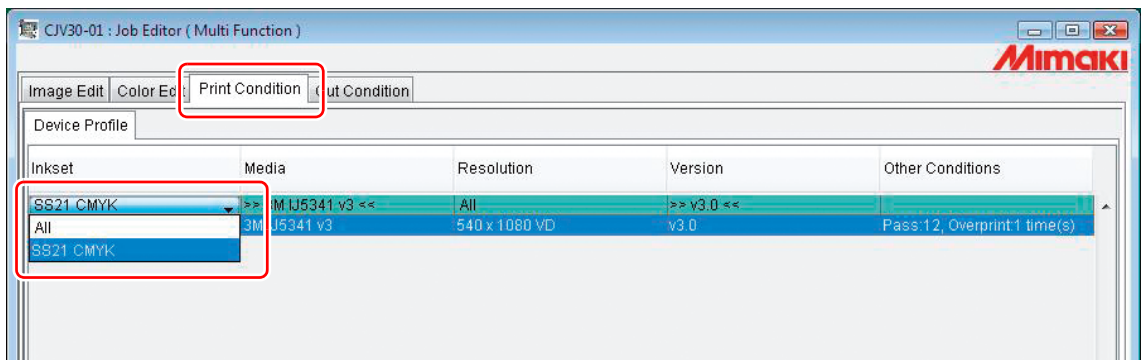 CJV30-01 : Job Editor ( Multi Function )
Mimaki
Image Edit Color Edit Print Condition Cut Condition
Device Profile
Inkset Media Resolution Version Other Conditions
SS21 CMYK >> 3M IJ5341 v3 << All >> v3.0 <<
All 3M IJ5341 v3 540 x 1080 VD v3.0 Pass:12, Overprint:1 time(s)
SS21 CMYK